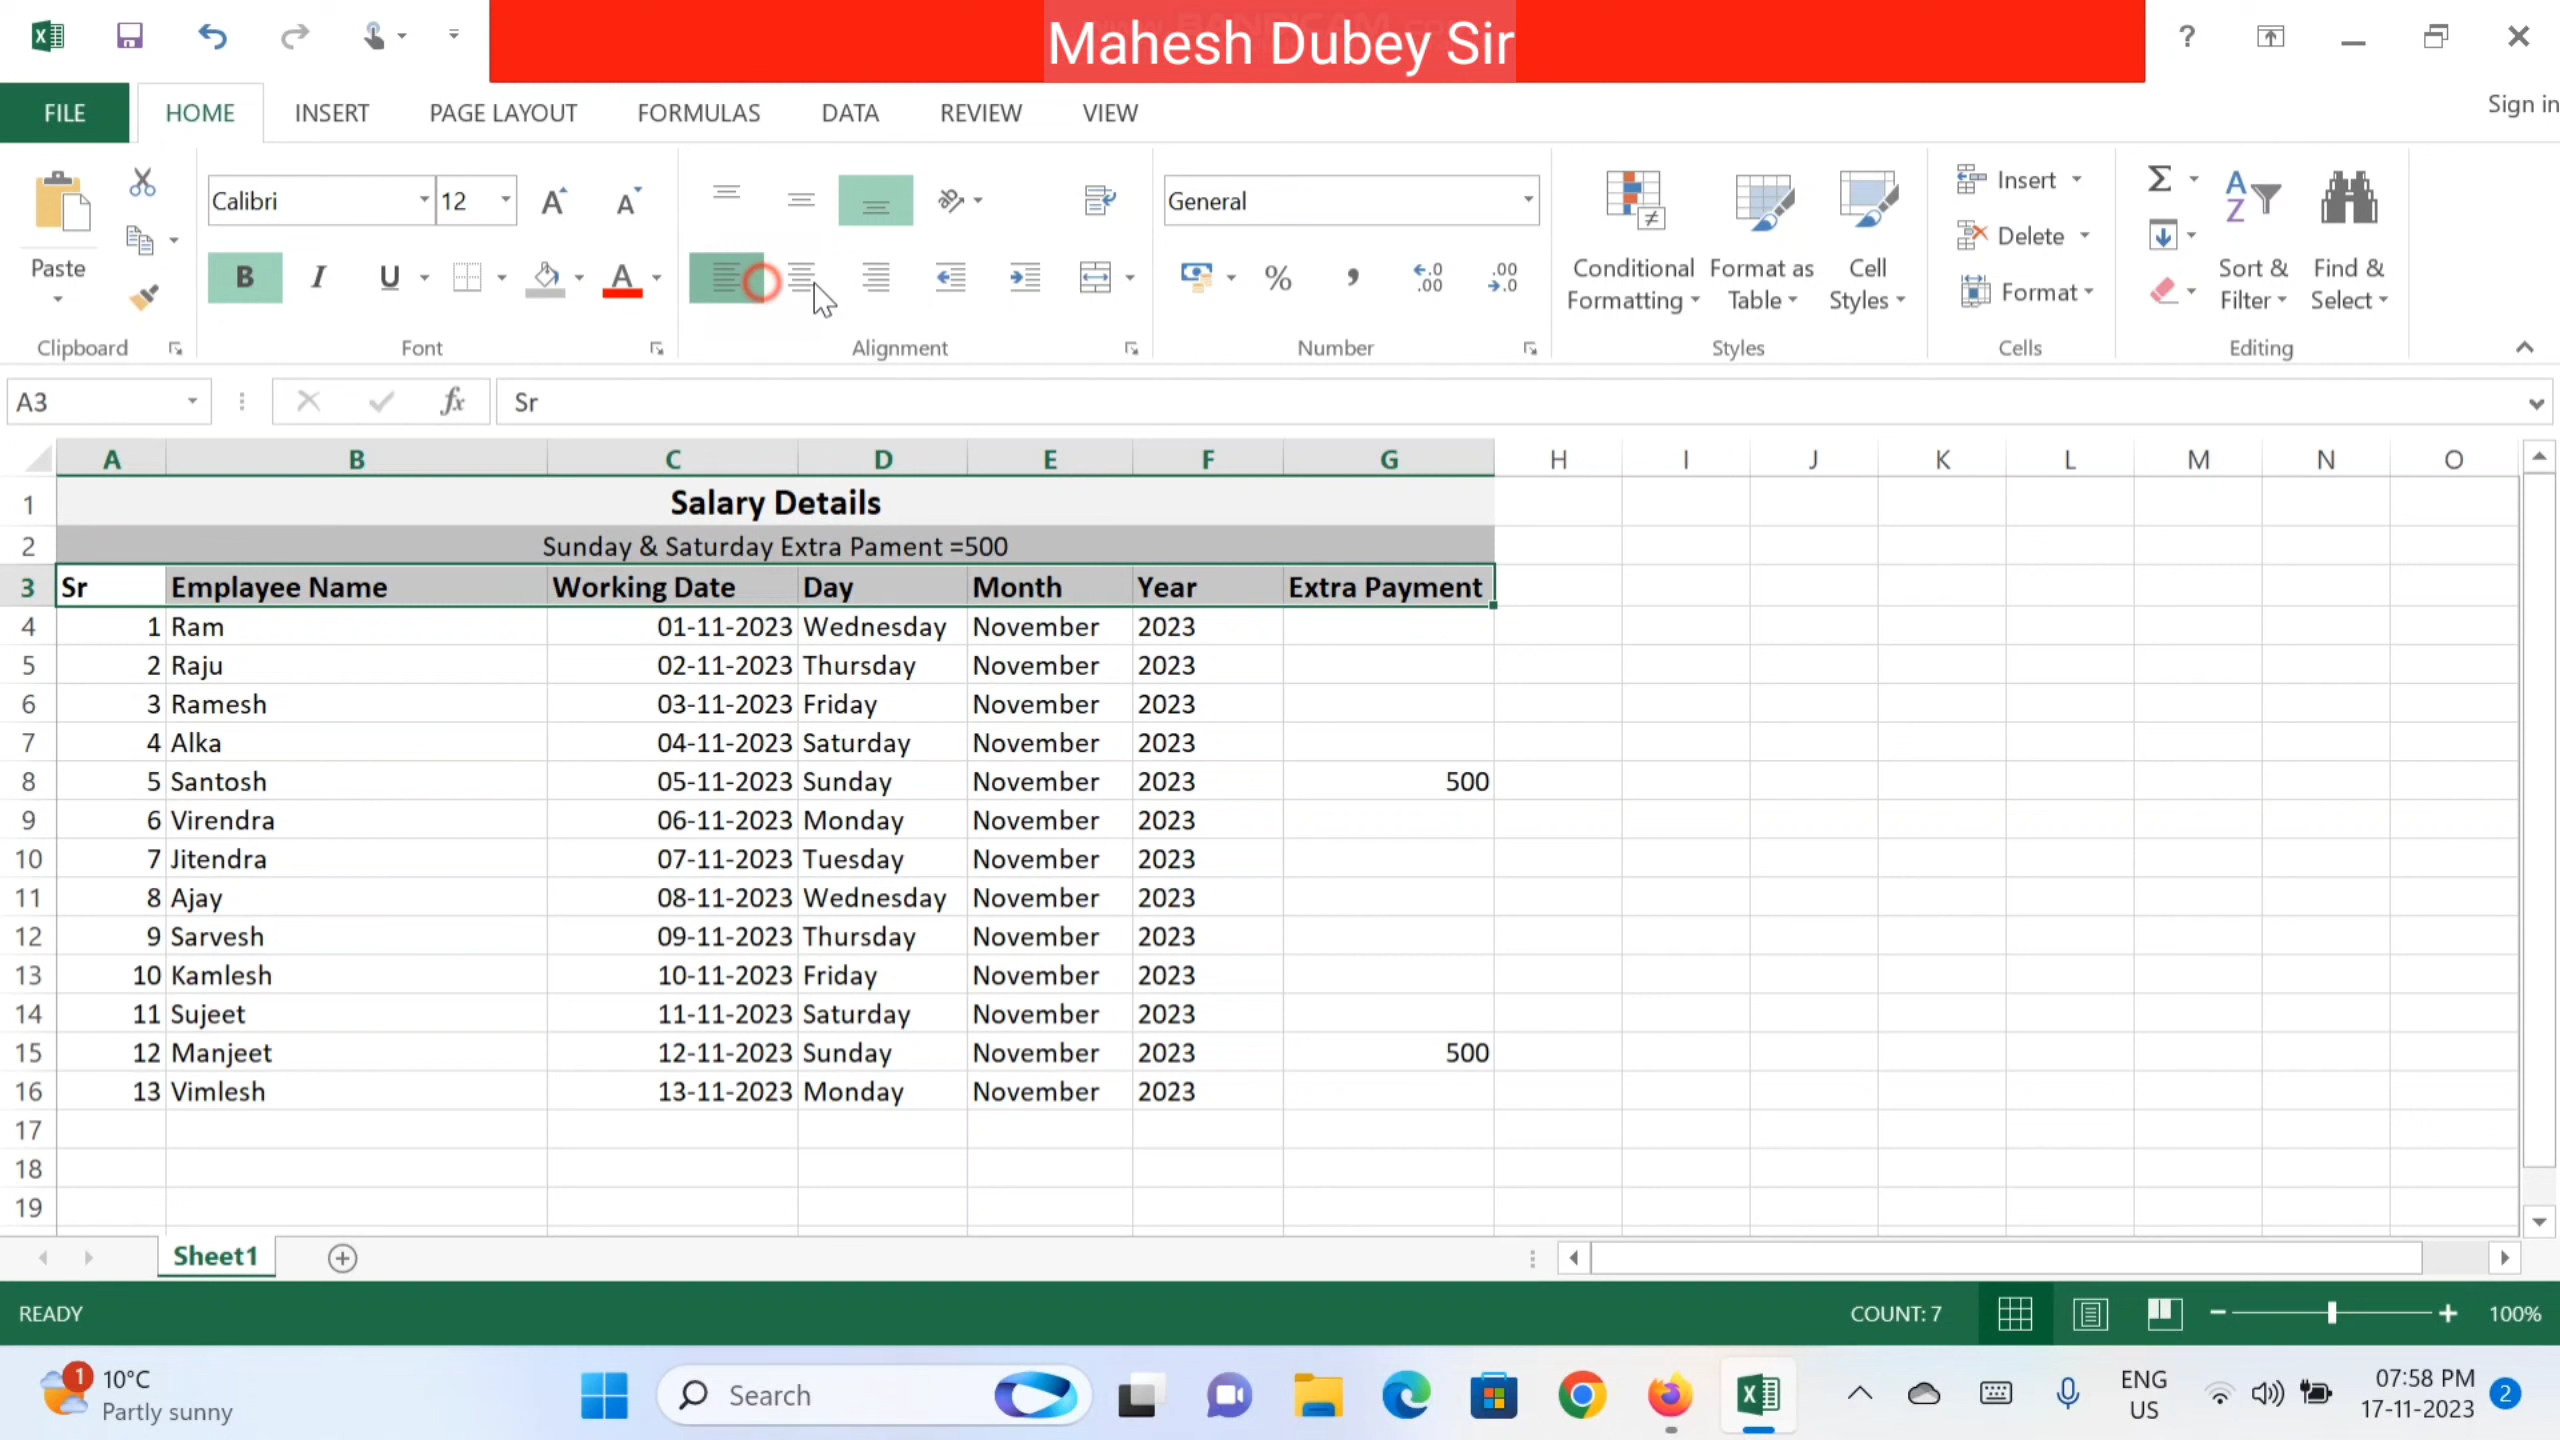 Mahesh Dubey Sir
FILE HOME INSERT PAGE LAYOUT FORMULAS DATA REVIEW VIEW Sign in
Paste
Calibri 12
B I U A
General
% , .00 .00
Conditional Formatting
Format as Table
Cell Styles
Insert
Delete
Format
Sort & Filter
Find & Select
Clipboard Font Alignment Number Styles Cells Editing
A3 fx Sr
A B C D E F G H I J K L M N O
1 Salary Details
2 Sunday & Saturday Extra Pament =500
3 Sr Emplayee Name Working Date Day Month Year Extra Payment
4 1 Ram 01-11-2023 Wednesday November 2023
5 2 Raju 02-11-2023 Thursday November 2023
6 3 Ramesh 03-11-2023 Friday November 2023
7 4 Alka 04-11-2023 Saturday November 2023
8 5 Santosh 05-11-2023 Sunday November 2023 500
9 6 Virendra 06-11-2023 Monday November 2023
10 7 Jitendra 07-11-2023 Tuesday November 2023
11 8 Ajay 08-11-2023 Wednesday November 2023
12 9 Sarvesh 09-11-2023 Thursday November 2023
13 10 Kamlesh 10-11-2023 Friday November 2023
14 11 Sujeet 11-11-2023 Saturday November 2023
15 12 Manjeet 12-11-2023 Sunday November 2023 500
16 13 Vimlesh 13-11-2023 Monday November 2023
17
18
19
Sheet1
READY COUNT: 7 100%
1 10°C
Partly sunny
Search
ENG
US
07:58 PM
17-11-2023
2